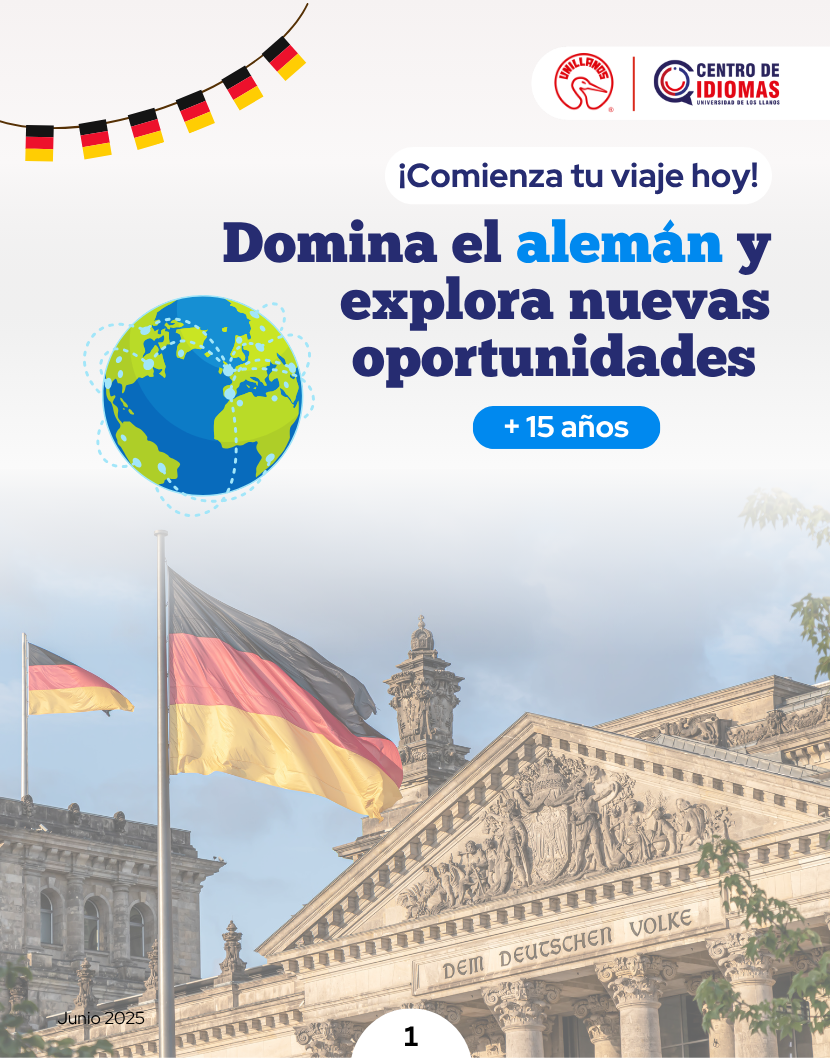 UNILLANOS
®
CENTRO DE
IDIOMAS
UNIVERSIDAD DE LOS LLANOS
¡Comienza tu viaje hoy!
Domina el alemán y
explora nuevas
oportunidades
+ 15 años
DEM DEUTSCHEN VOLKE
Junio 2025
1